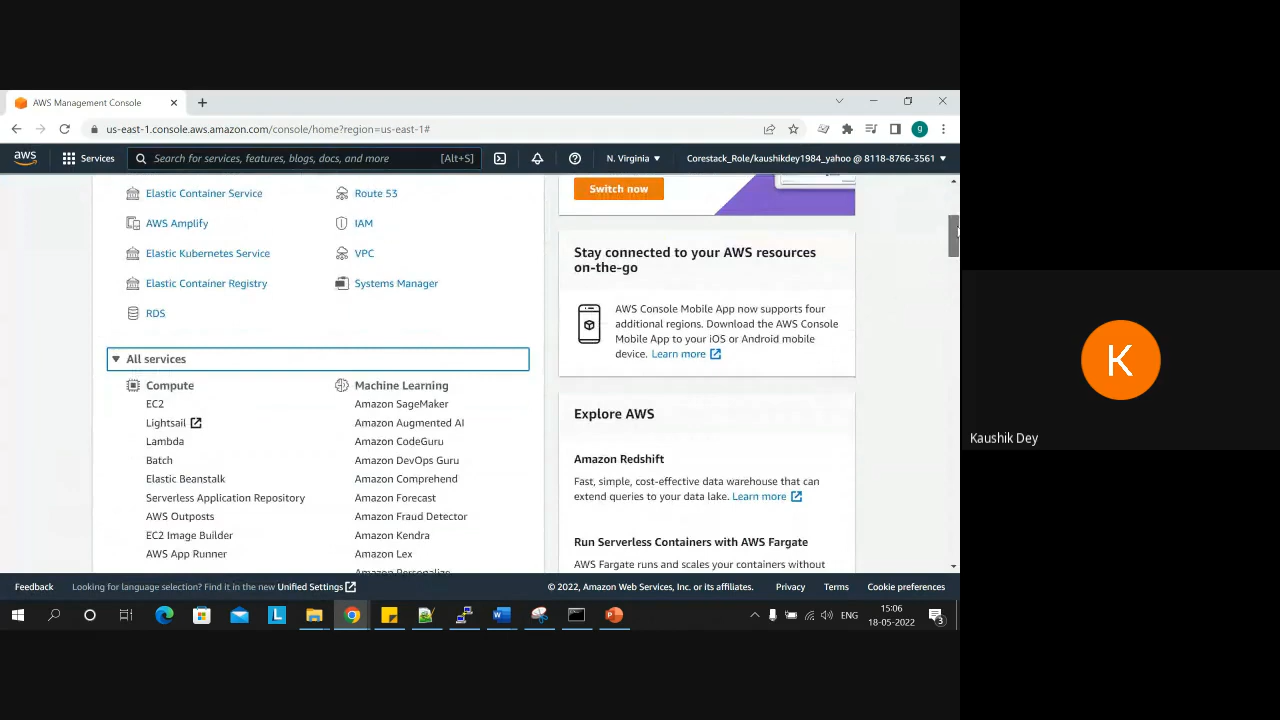 AWS Management Console
us-east-1.console.aws.amazon.com/console/home?region=us-east-1#
g
aws
Services
Search for services, features, blogs, docs, and more
[Alt+S]
N. Virginia
Corestack_Role/kaushikdey1984_yahoo @ 8118-8766-3561
Elastic Container Service
Route 53
AWS Amplify
IAM
Elastic Kubernetes Service
VPC
Elastic Container Registry
Systems Manager
RDS
All services
Compute
EC2
Lightsail
Lambda
Batch
Elastic Beanstalk
Serverless Application Repository
AWS Outposts
EC2 Image Builder
AWS App Runner
Machine Learning
Amazon SageMaker
Amazon Augmented AI
Amazon CodeGuru
Amazon DevOps Guru
Amazon Comprehend
Amazon Forecast
Amazon Fraud Detector
Amazon Kendra
Amazon Lex
Amazon Personalize
Switch now
Stay connected to your AWS resources
on-the-go
AWS Console Mobile App now supports four
additional regions. Download the AWS Console
Mobile App to your iOS or Android mobile
device. Learn more
Explore AWS
Amazon Redshift
Fast, simple, cost-effective data warehouse that can
extend queries to your data lake. Learn more
Run Serverless Containers with AWS Fargate
AWS Fargate runs and scales your containers without
Feedback
Looking for language selection? Find it in the new Unified Settings
© 2022, Amazon Web Services, Inc. or its affiliates.
Privacy
Terms
Cookie preferences
L
ENG
15:06
18-05-2022
3
K
Kaushik Dey